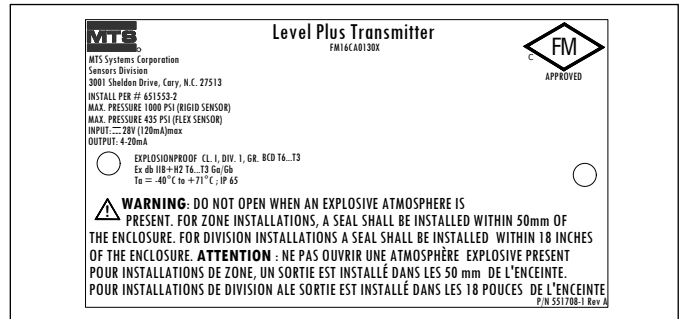 MTS
Level Plus Transmitter
FM16CA0130X
MTS Systems Corporation
Sensors Division
3001 Sheldon Drive, Cary, N.C. 27513
INSTALL PER # 651553-2
MAX. PRESSURE 1000 PSI (RIGID SENSOR)
MAX. PRESSURE 435 PSI (FLEX SENSOR)
INPUT: ⎓ 28V (120mA)max
OUTPUT: 4-20mA
FM
C
APPROVED
EXPLOSIONPROOF CL. I, DIV. 1, GR. BCD T6...T3
Ex db IIB+H2 T6...T3 Ga/Gb
Ta = -40°C to +71°C ; IP 65
WARNING: DO NOT OPEN WHEN AN EXPLOSIVE ATMOSPHERE IS
PRESENT. FOR ZONE INSTALLATIONS, A SEAL SHALL BE INSTALLED WITHIN 50mm OF
THE ENCLOSURE. FOR DIVISION INSTALLATIONS A SEAL SHALL BE INSTALLED WITHIN 18 INCHES
OF THE ENCLOSURE. ATTENTION : NE PAS OUVRIR UNE ATMOSPHÈRE EXPLOSIVE PRESENT
POUR INSTALLATIONS DE ZONE, UN SORTIE EST INSTALLÉ DANS LES 50 mm DE L'ENCEINTE.
POUR INSTALLATIONS DE DIVISION ALE SORTIE EST INSTALLÉ DANS LES 18 POUCES DE L'ENCEINTE
P/N 551708-1 Rev A